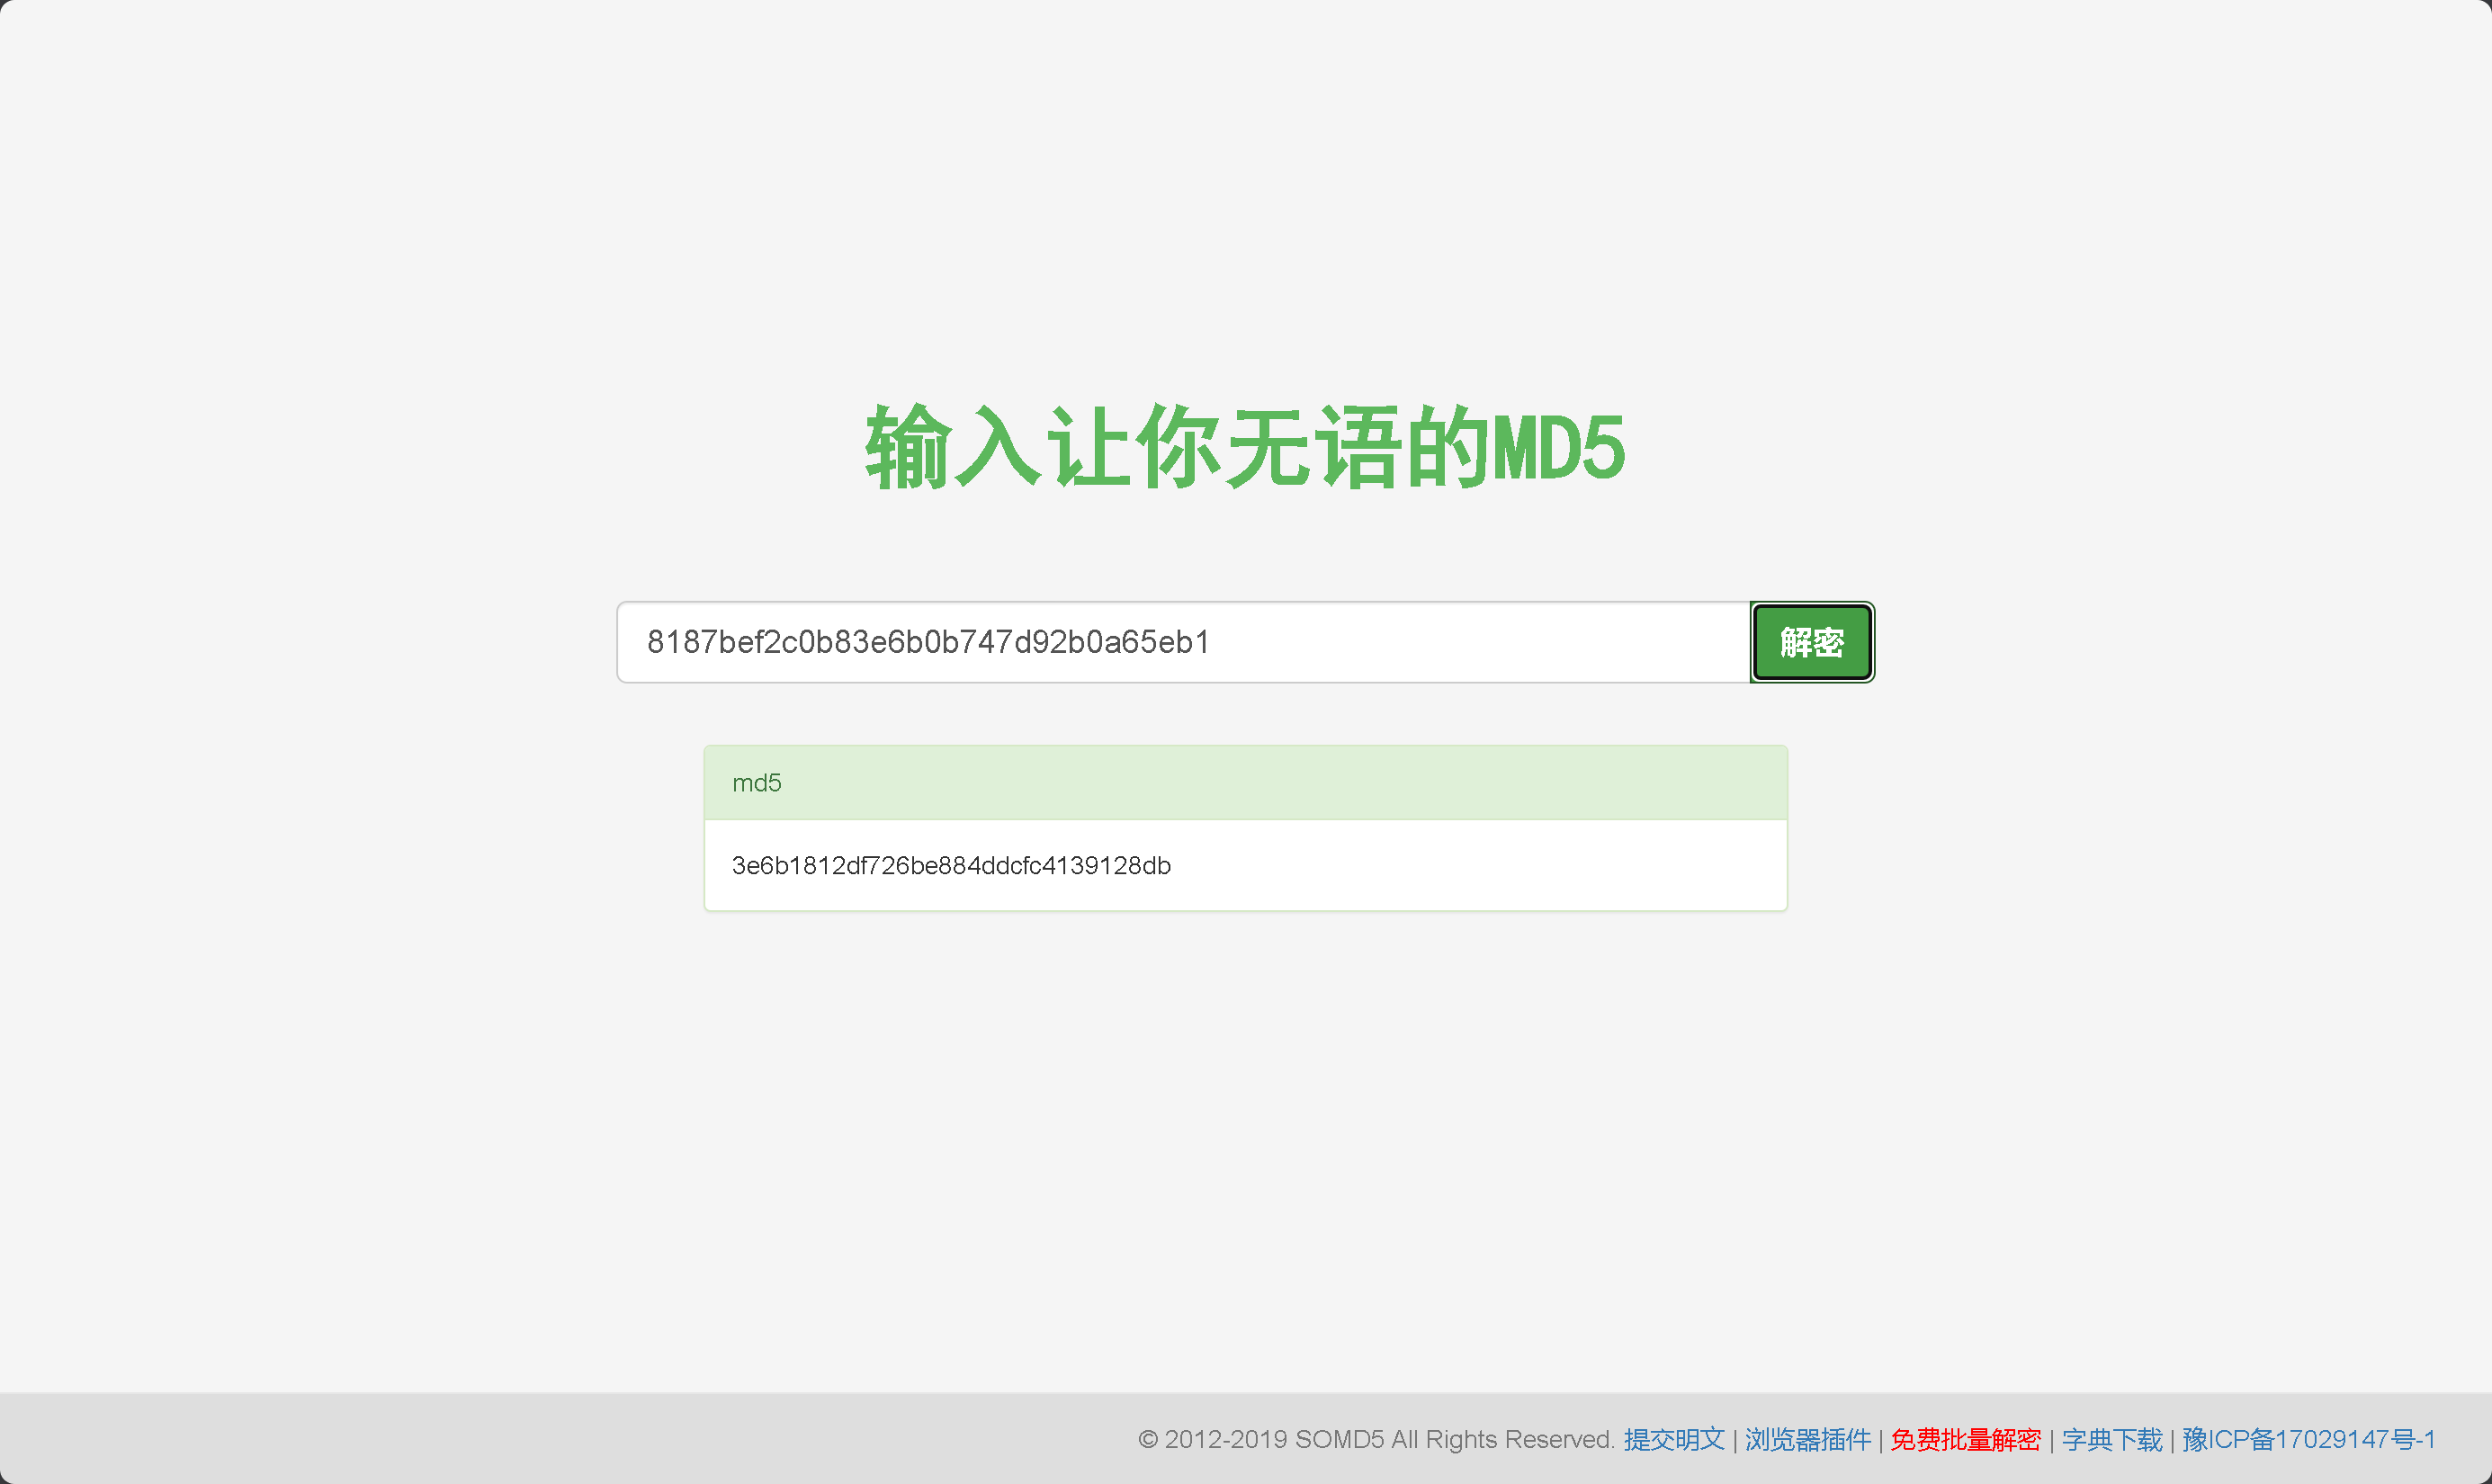 输入让你无语的MD5
8187bef2c0b83e6b0b747d92b0a65eb1
解密
md5
3e6b1812df726be884ddcfc4139128db
© 2012-2019 SOMD5 All Rights Reserved. 提交明文 | 浏览器插件 | 免费批量解密 | 字典下载 | 豫ICP备17029147号-1